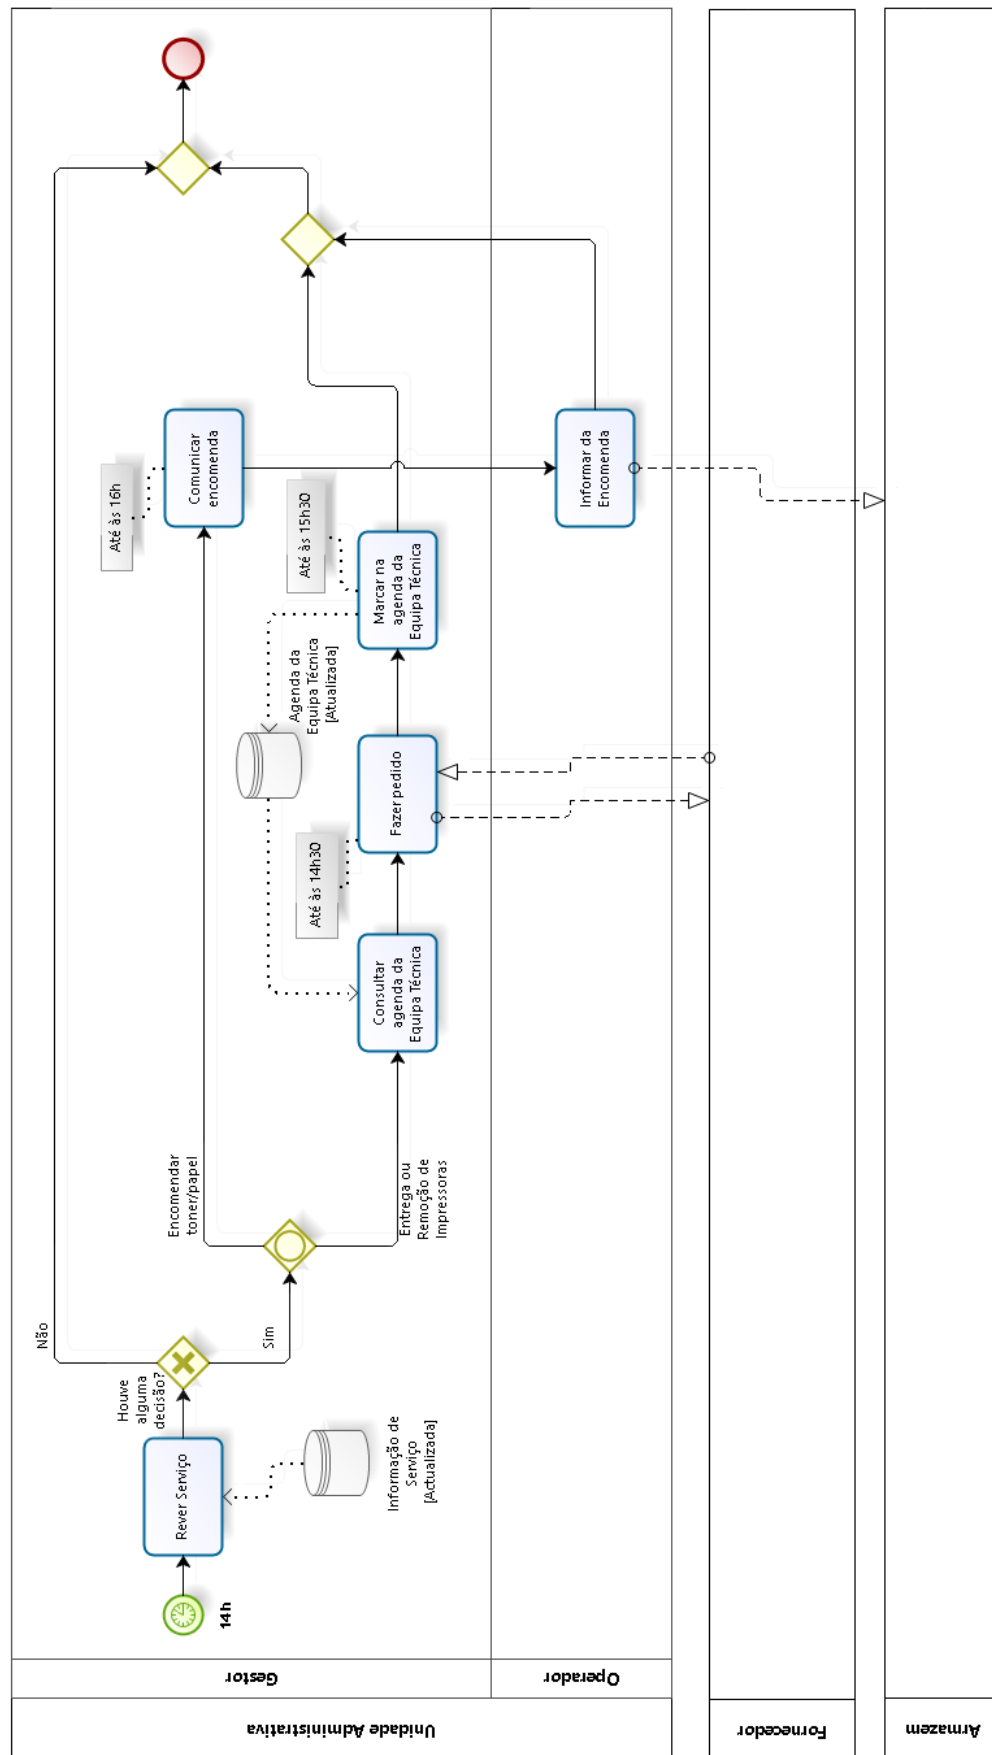 Unidade Administrativa
Gestor
14h
Rever Serviço
Informação de
Serviço
[Actualizada]
Houve
alguma
decisão?
Não
Sim
Encomendar
toner/papel
Entrega ou
Remoção de
Impressoras
Consultar
agenda da
Equipa Técnica
Até às 14h30
Fazer pedido
Agenda da
Equipa Técnica
[Atualizada]
Até às 15h30
Marcar na
agenda da
Equipa Técnica
Até às 16h
Comunicar
encomenda
Operador
Informar da
Encomenda
Fornecedor
Armazem